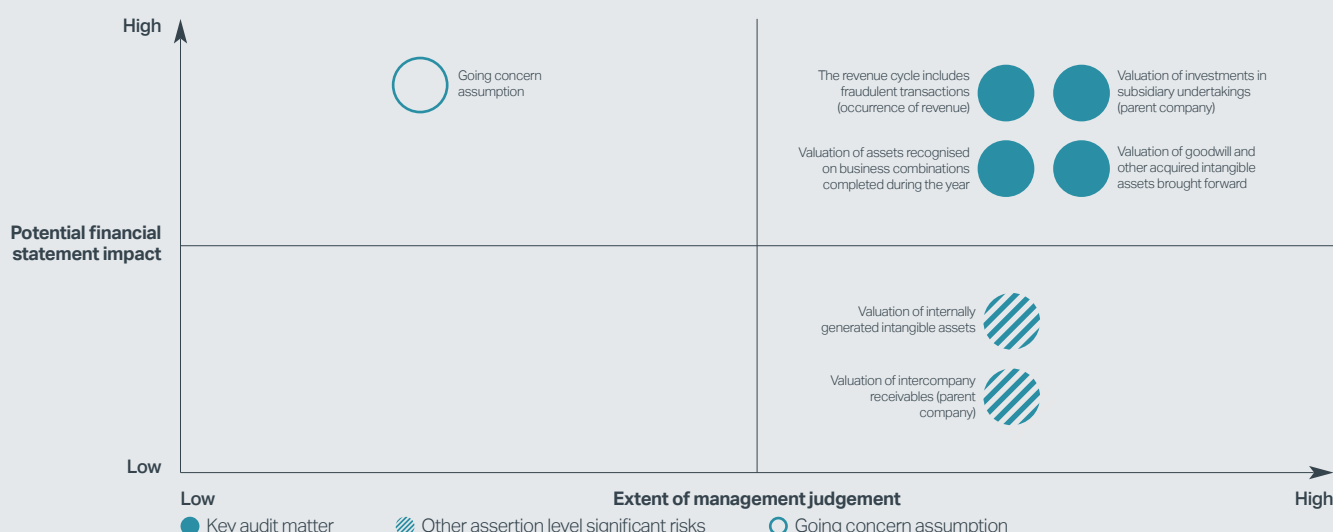 High
Going concern
assumption
The revenue cycle includes
fraudulent transactions
(occurrence of revenue)
Valuation of investments in
subsidiary undertakings
(parent company)
Valuation of assets recognised
on business combinations
completed during the year
Valuation of goodwill and
other acquired intangible
assets brought forward
Potential financial
statement impact
Valuation of internally
generated intangible assets
Valuation of intercompany
receivables (parent
company)
Low
Low
Extent of management judgement
High
Key audit matter
Other assertion level significant risks
Going concern assumption